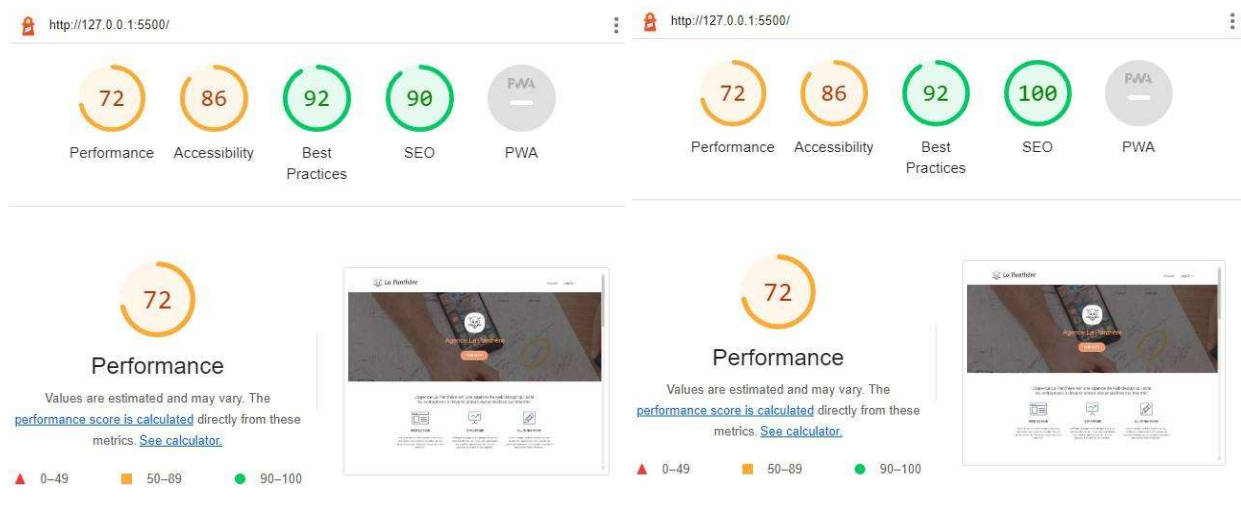 http://127.0.0.1:5500/
72
86
92
90
PWA
Performance
Accessibility
Best
Practices
SEO
PWA
72
Performance
Values are estimated and may vary. The
performance score is calculated directly from these
metrics. See calculator.
0–49
50–89
90–100
La Panthère
Agence La Panthère
http://127.0.0.1:5500/
72
86
92
100
PWA
Performance
Accessibility
Best
Practices
SEO
PWA
72
Performance
Values are estimated and may vary. The
performance score is calculated directly from these
metrics. See calculator.
0–49
50–89
90–100
La Panthère
Agence La Panthère